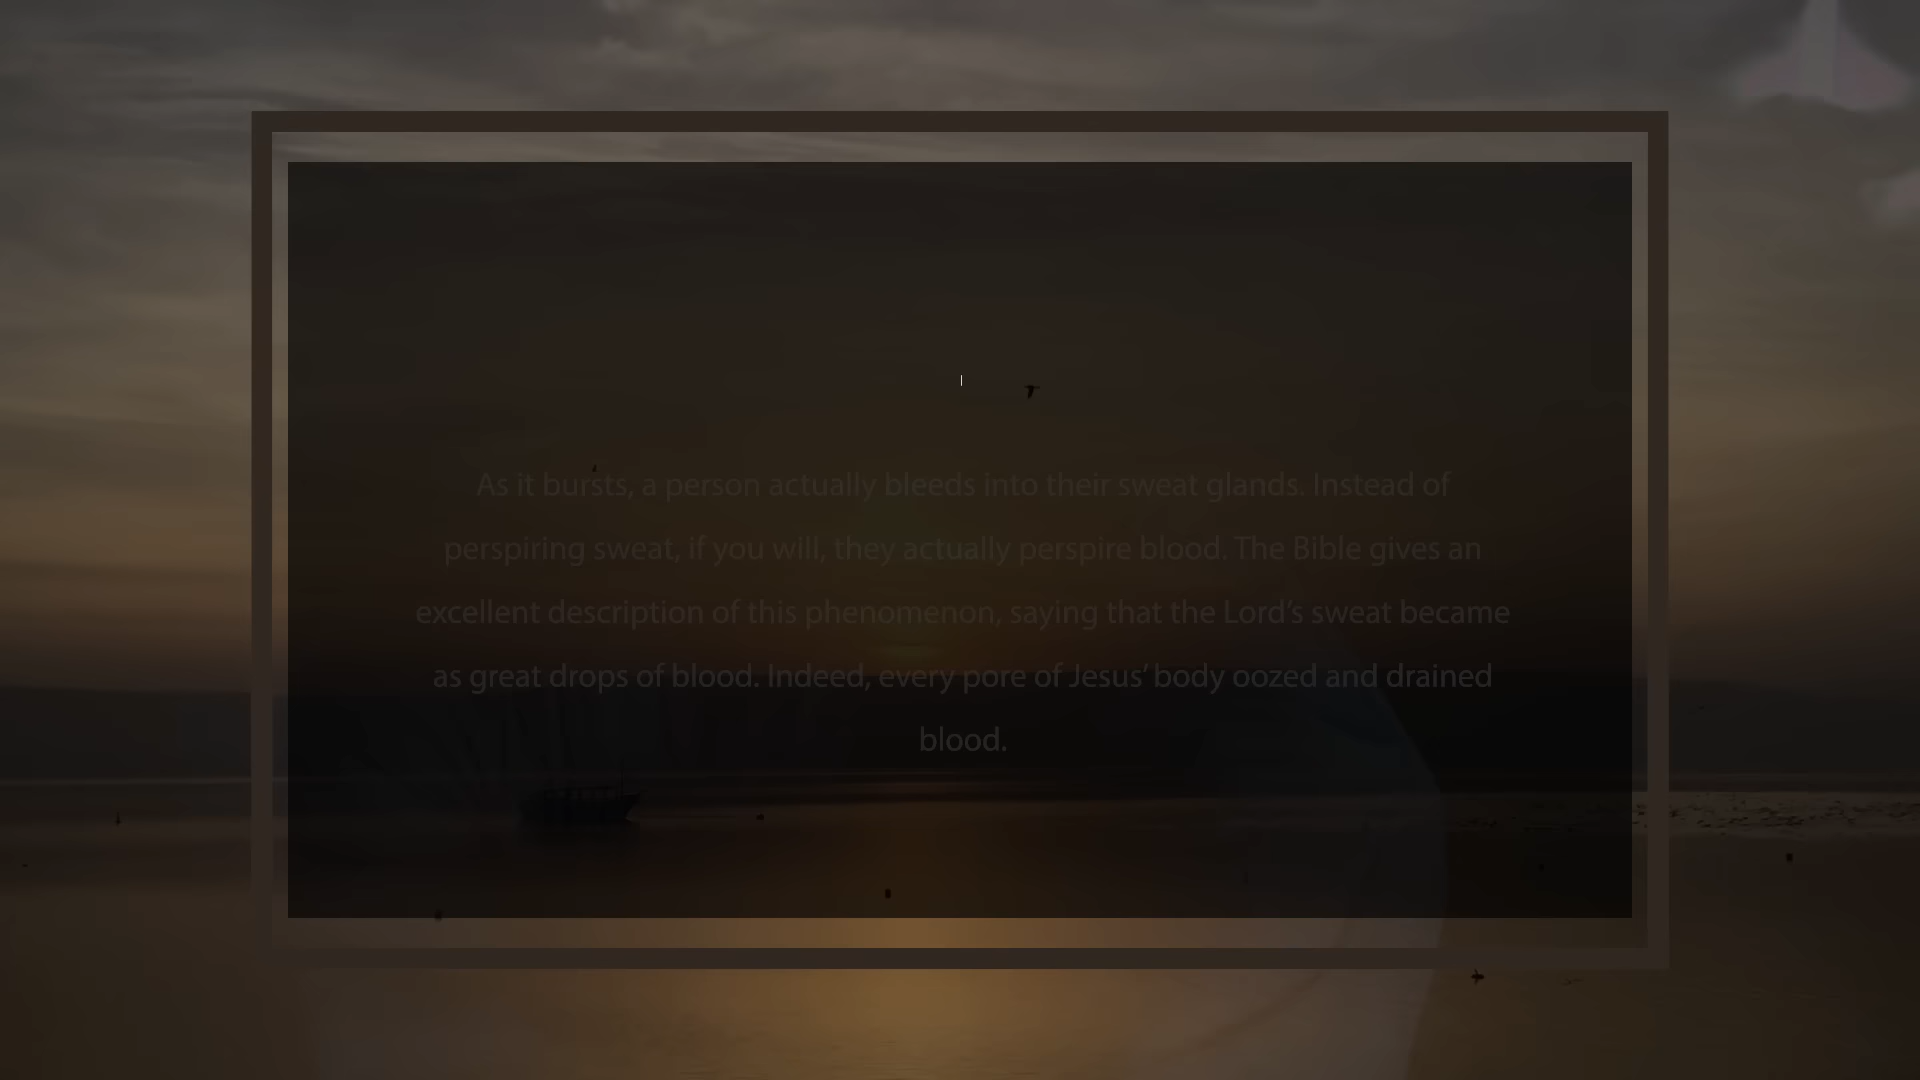 As it bursts, a person actually bleeds into their sweat glands. Instead of
perspiring sweat, if you will, they actually perspire blood. The Bible gives an
excellent description of this phenomenon, saying that the Lord’s sweat became
as great drops of blood. Indeed, every pore of Jesus’ body oozed and drained
blood.